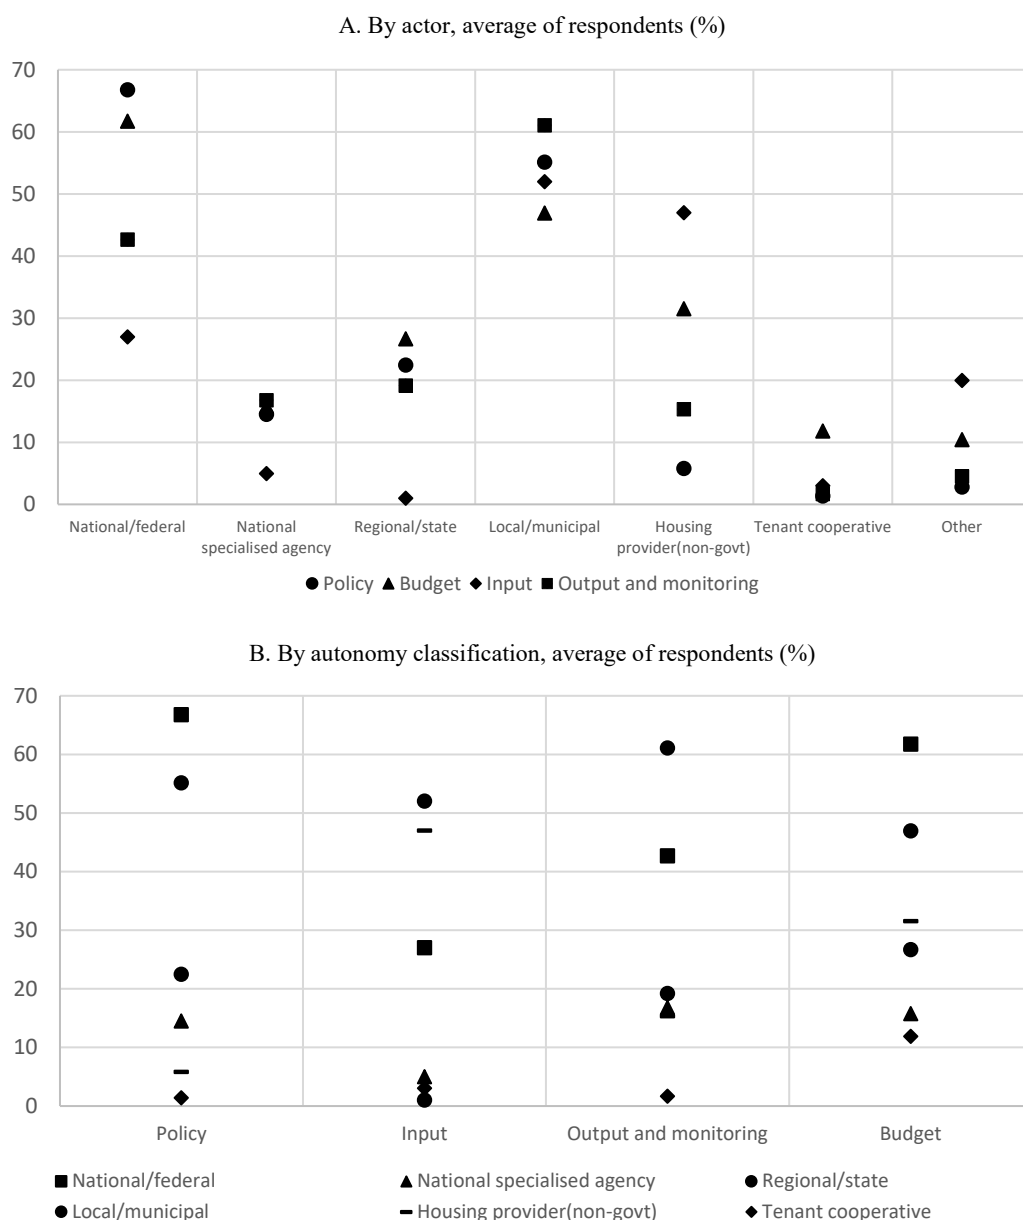 A. By actor, average of respondents (%)
70
60
50
40
30
20
10
0
National/federal
National
specialised agency
Regional/state
Local/municipal
Housing
provider(non-govt)
Tenant cooperative
Other
Policy Budget Input Output and monitoring
B. By autonomy classification, average of respondents (%)
70
60
50
40
30
20
10
0
Policy Input Output and monitoring Budget
National/federal National specialised agency Regional/state
Local/municipal Housing provider(non-govt) Tenant cooperative